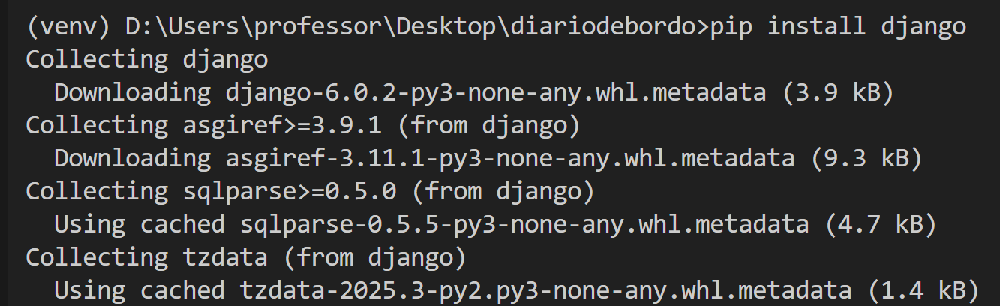 (venv) D:\Users\professor\Desktop\diariodebordo>pip install django
Collecting django
  Downloading django-6.0.2-py3-none-any.whl.metadata (3.9 kB)
Collecting asgiref>=3.9.1 (from django)
  Downloading asgiref-3.11.1-py3-none-any.whl.metadata (9.3 kB)
Collecting sqlparse>=0.5.0 (from django)
  Using cached sqlparse-0.5.5-py3-none-any.whl.metadata (4.7 kB)
Collecting tzdata (from django)
  Using cached tzdata-2025.3-py2.py3-none-any.whl.metadata (1.4 kB)